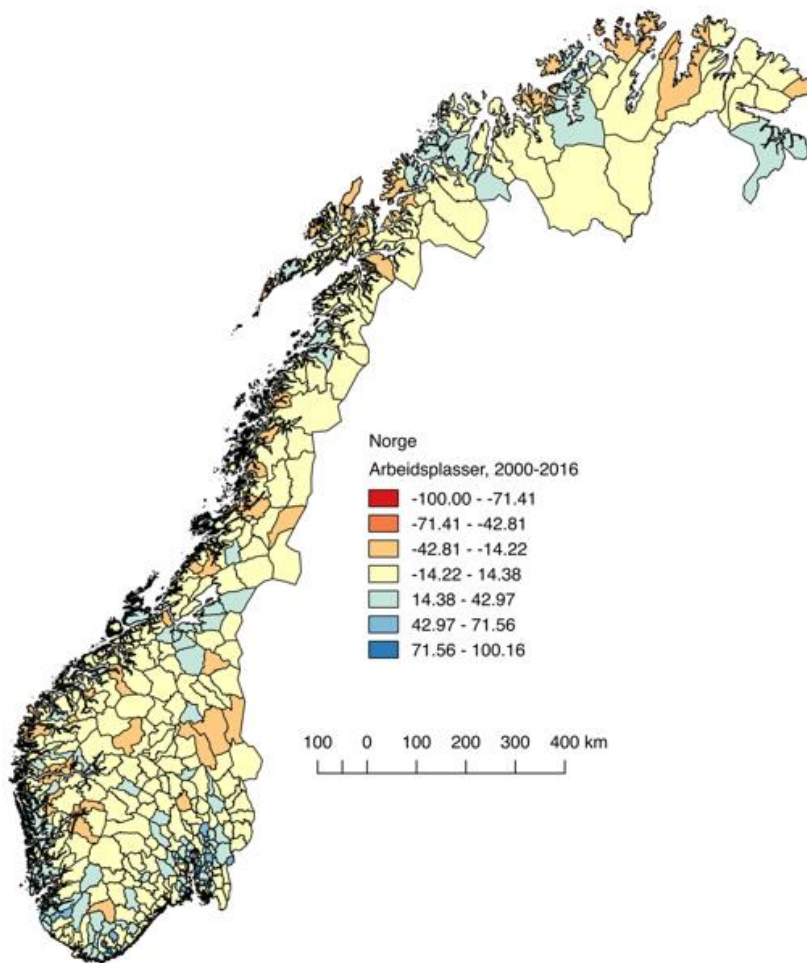 Norge
Arbeidsplasser, 2000-2016
-100.00 - -71.41
-71.41 - -42.81
-42.81 - -14.22
-14.22 - 14.38
14.38 - 42.97
42.97 - 71.56
71.56 - 100.16
100 0 100 200 300 400 km